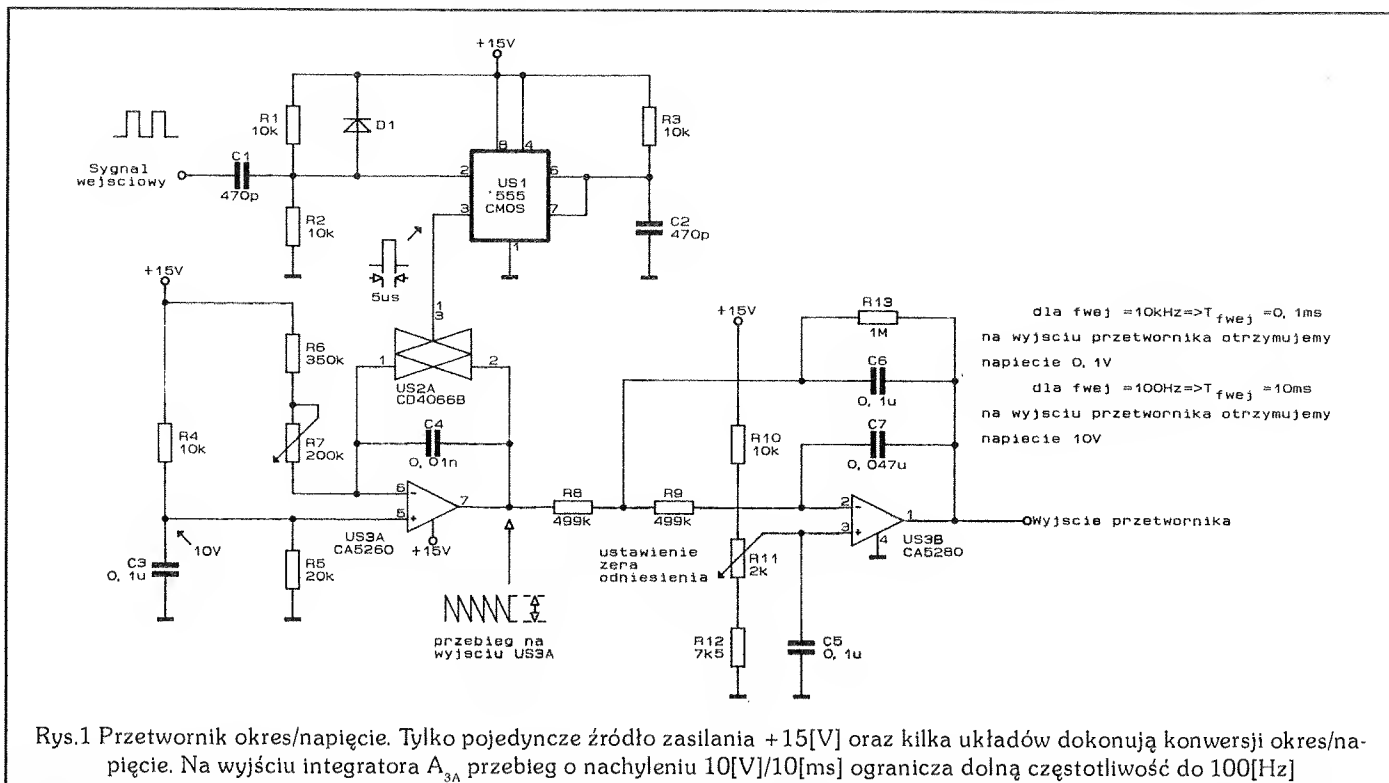 +15V
R1
10k
D1
R3
10k
C1
470p
Sygnal
wejsciowy
R2
10k
2
8
4
US1
'555
CMOS
6
7
3
1
C2
470p
5us
+15V
1
3
R6
350k
1
2
US2A
CD4066B
R4
10k
R7
200k
C4
0,01n
6
-
7
5
+
US3A
CA5260
+15V
10V
C3
0,1u
R5
20k
przebieg na
wyjsciu US3A
R8
499k
R9
499k
+15V
R10
10k
R13
1M
C6
0,1u
C7
0,047u
2
-
3
+
1
4
US3B
CA5280
Wyjscie przetwornika
ustawienie
zera
odniesienia
R11
2k
R12
7k5
C5
0,1u
dla fwej =10kHz=>Tfwej =0,1ms
na wyjsciu przetwornika otrzymujemy
napiecie 0,1V
dla fwej =100Hz=>Tfwej =10ms
na wyjsciu przetwornika otrzymujemy
napiecie 10V
Rys.1 Przetwornik okres/napięcie. Tylko pojedyncze źródło zasilania +15[V] oraz kilka układów dokonują konwersji okres/na-
pięcie. Na wyjściu integratora A3A przebieg o nachyleniu 10[V]/10[ms] ogranicza dolną częstotliwość do 100[Hz]